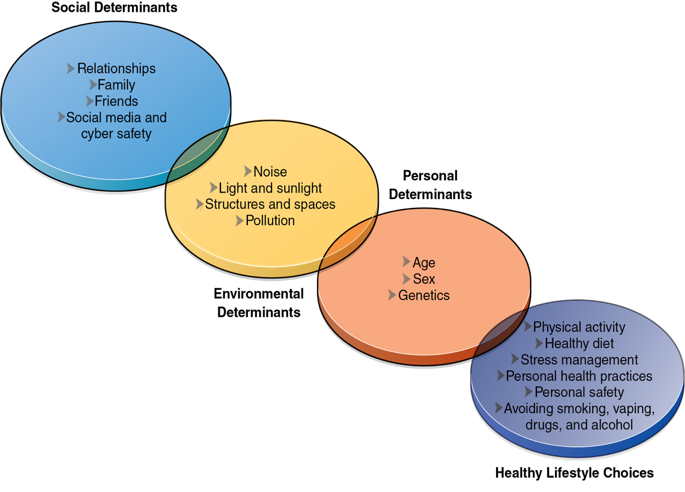 Social Determinants
Relationships
Family
Friends
Social media and
cyber safety
Noise
Light and sunlight
Structures and spaces
Pollution
Environmental
Determinants
Personal
Determinants
Age
Sex
Genetics
Physical activity
Healthy diet
Stress management
Personal health practices
Personal safety
Avoiding smoking, vaping,
drugs, and alcohol
Healthy Lifestyle Choices